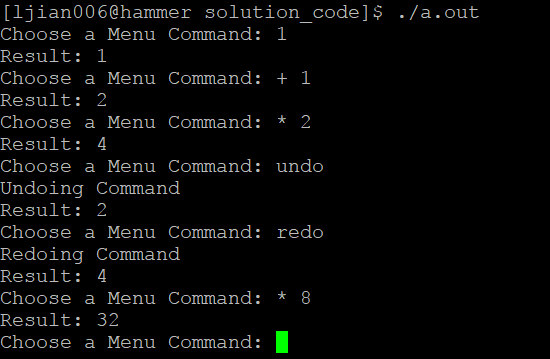 [ljian006@hammer solution_code]$ ./a.out
Choose a Menu Command: 1
Result: 1
Choose a Menu Command: + 1
Result: 2
Choose a Menu Command: * 2
Result: 4
Choose a Menu Command: undo
Undoing Command
Result: 2
Choose a Menu Command: redo
Redoing Command
Result: 4
Choose a Menu Command: * 8
Result: 32
Choose a Menu Command: